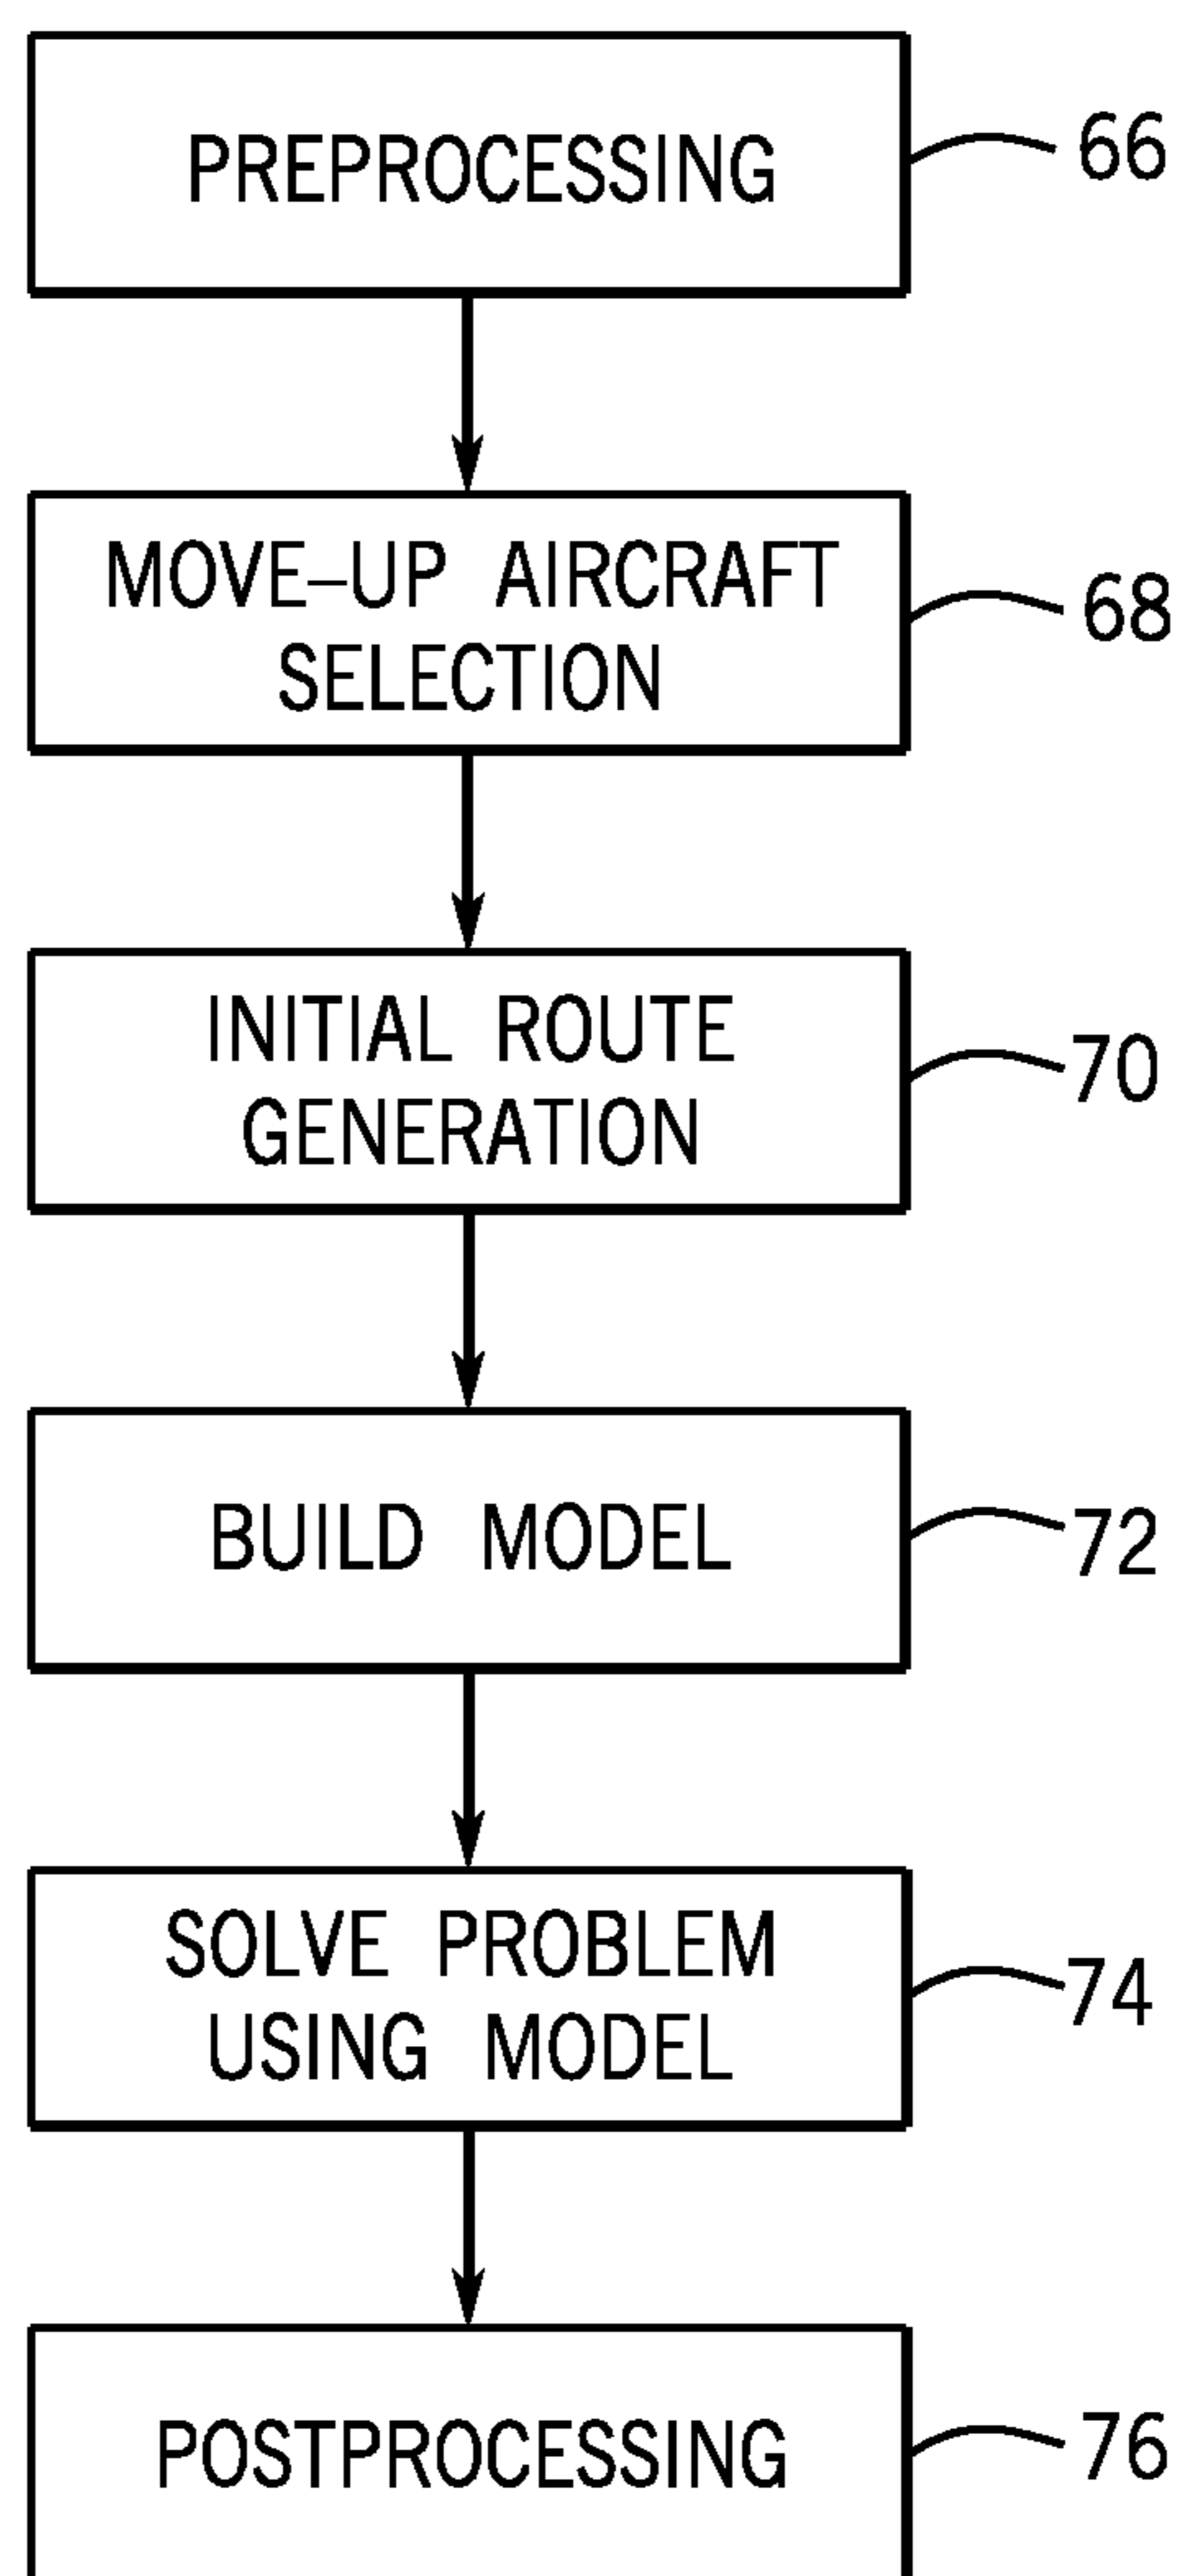 PREPROCESSING
66
MOVE–UP AIRCRAFT
SELECTION
68
INITIAL ROUTE
GENERATION
70
BUILD MODEL
72
SOLVE PROBLEM
USING MODEL
74
POSTPROCESSING
76